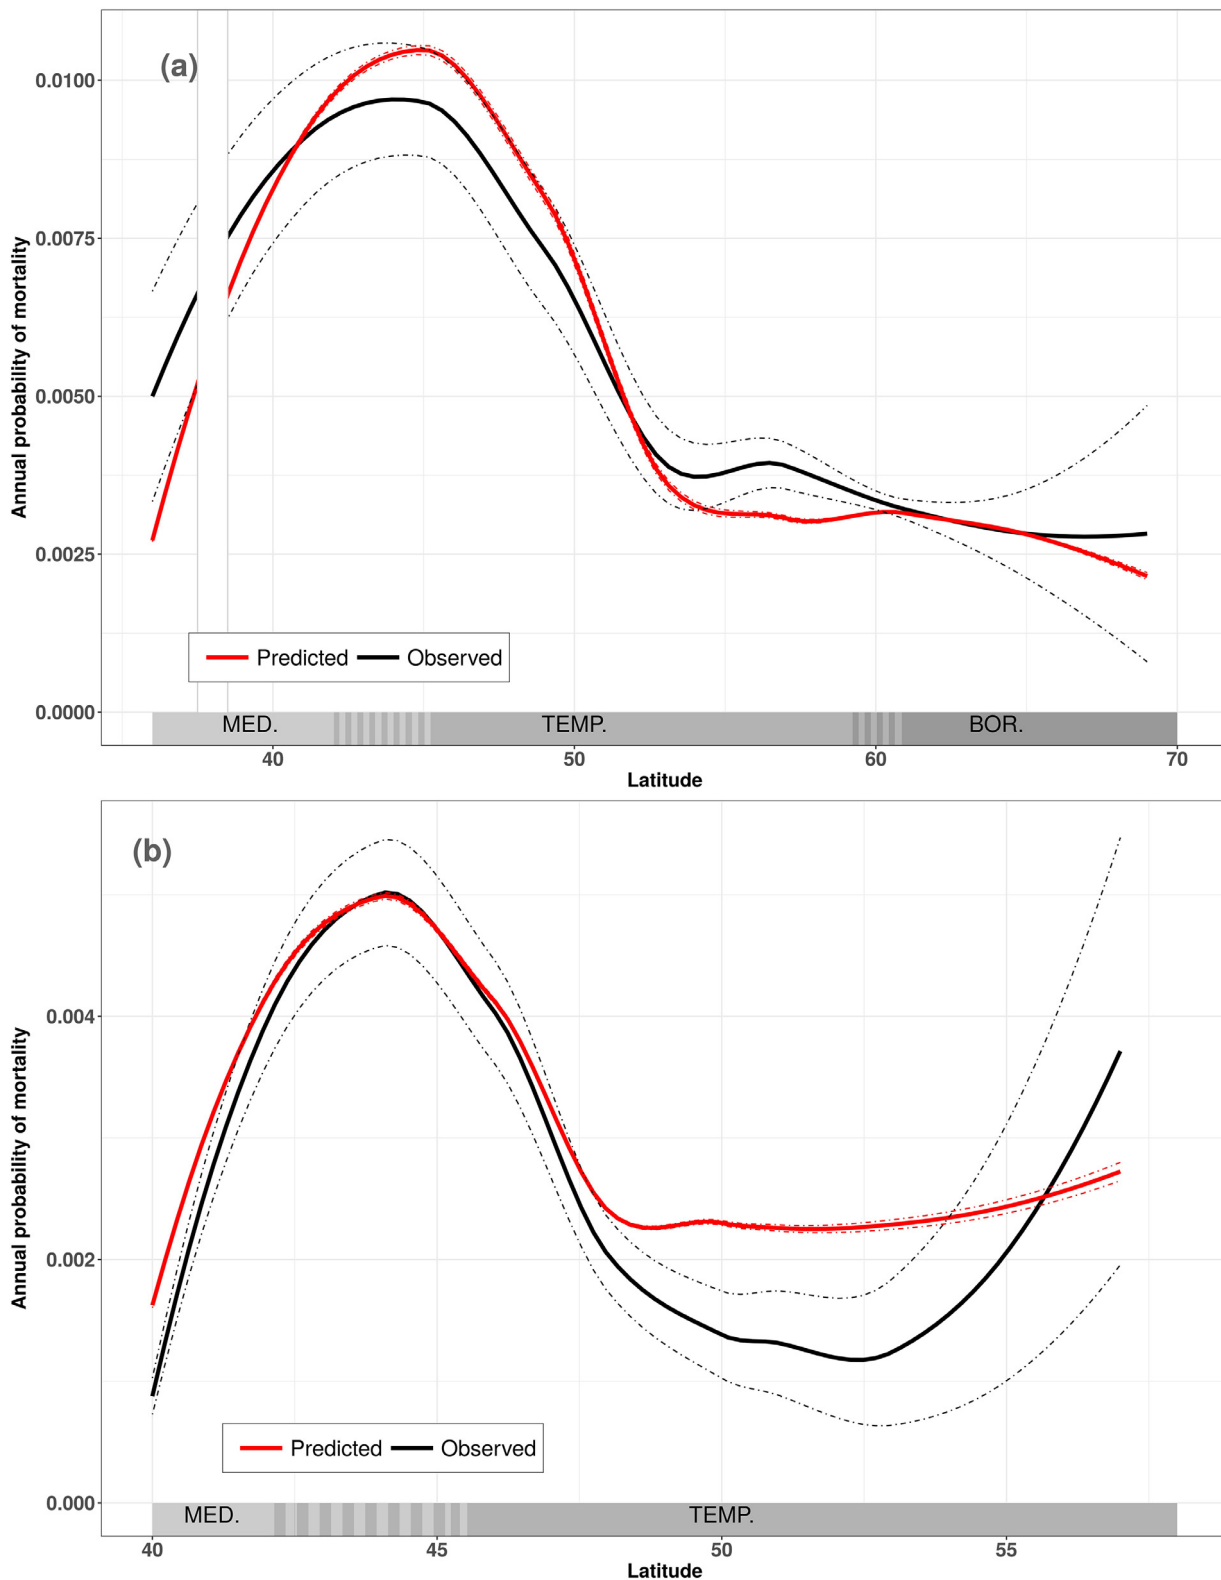 (a)
0.0100
0.0075
0.0050
0.0025
0.0000
Annual probability of mortality
Predicted Observed
MED. TEMP. BOR.
40 50 60 70
Latitude
(b)
0.004
0.002
0.000
Annual probability of mortality
Predicted Observed
MED. TEMP.
40 45 50 55
Latitude